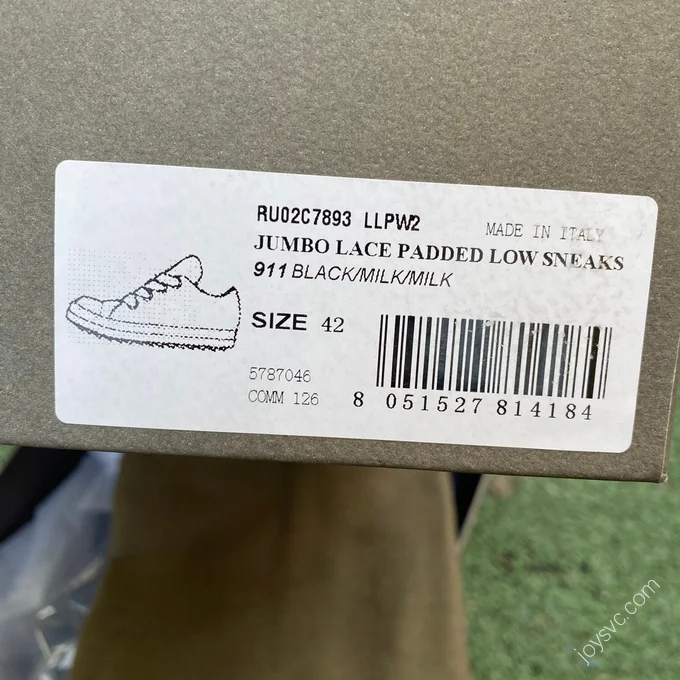 RU02C7893 LLPW2
MADE IN ITALY
JUMBO LACE PADDED LOW SNEAKS
911 BLACK/MILK/MILK
SIZE 42
5787046
COMM 126
8 051527 814184
joysvc.com